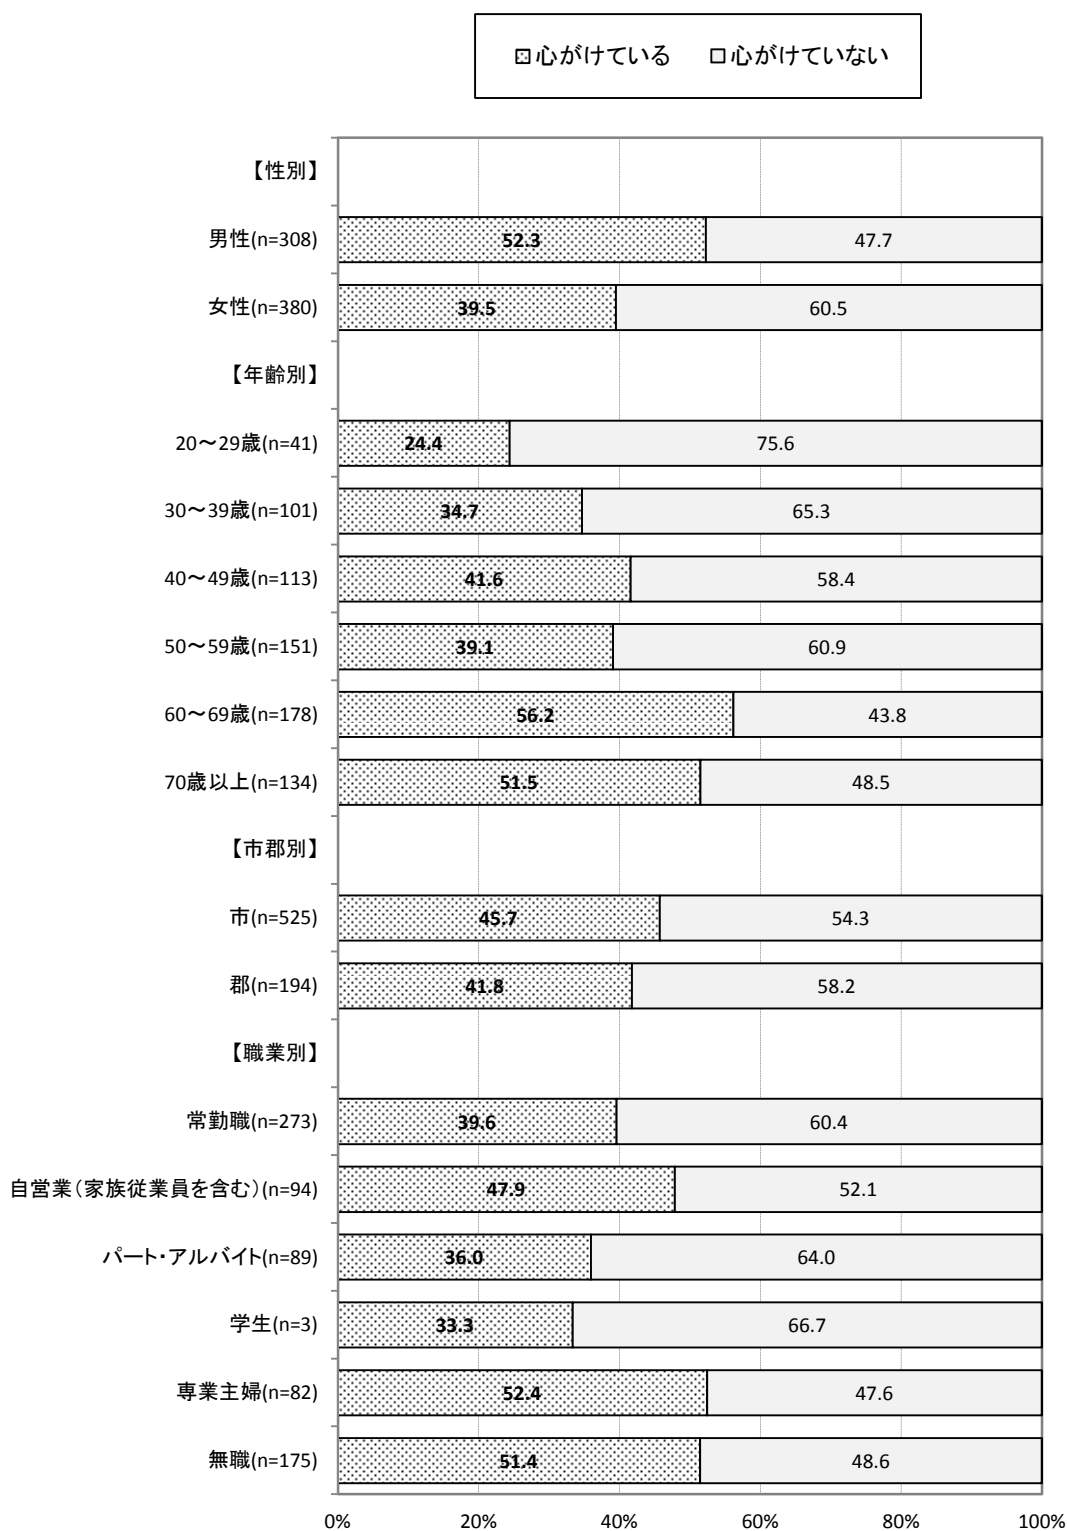 心がけている 心がけていない
【性別】
男性(n=308) 52.3 47.7
女性(n=380) 39.5 60.5
【年齢別】
20～29歳(n=41) 24.4 75.6
30～39歳(n=101) 34.7 65.3
40～49歳(n=113) 41.6 58.4
50～59歳(n=151) 39.1 60.9
60～69歳(n=178) 56.2 43.8
70歳以上(n=134) 51.5 48.5
【市郡別】
市(n=525) 45.7 54.3
郡(n=194) 41.8 58.2
【職業別】
常勤職(n=273) 39.6 60.4
自営業(家族従業員を含む)(n=94) 47.9 52.1
パート・アルバイト(n=89) 36.0 64.0
学生(n=3) 33.3 66.7
専業主婦(n=82) 52.4 47.6
無職(n=175) 51.4 48.6
0% 20% 40% 60% 80% 100%